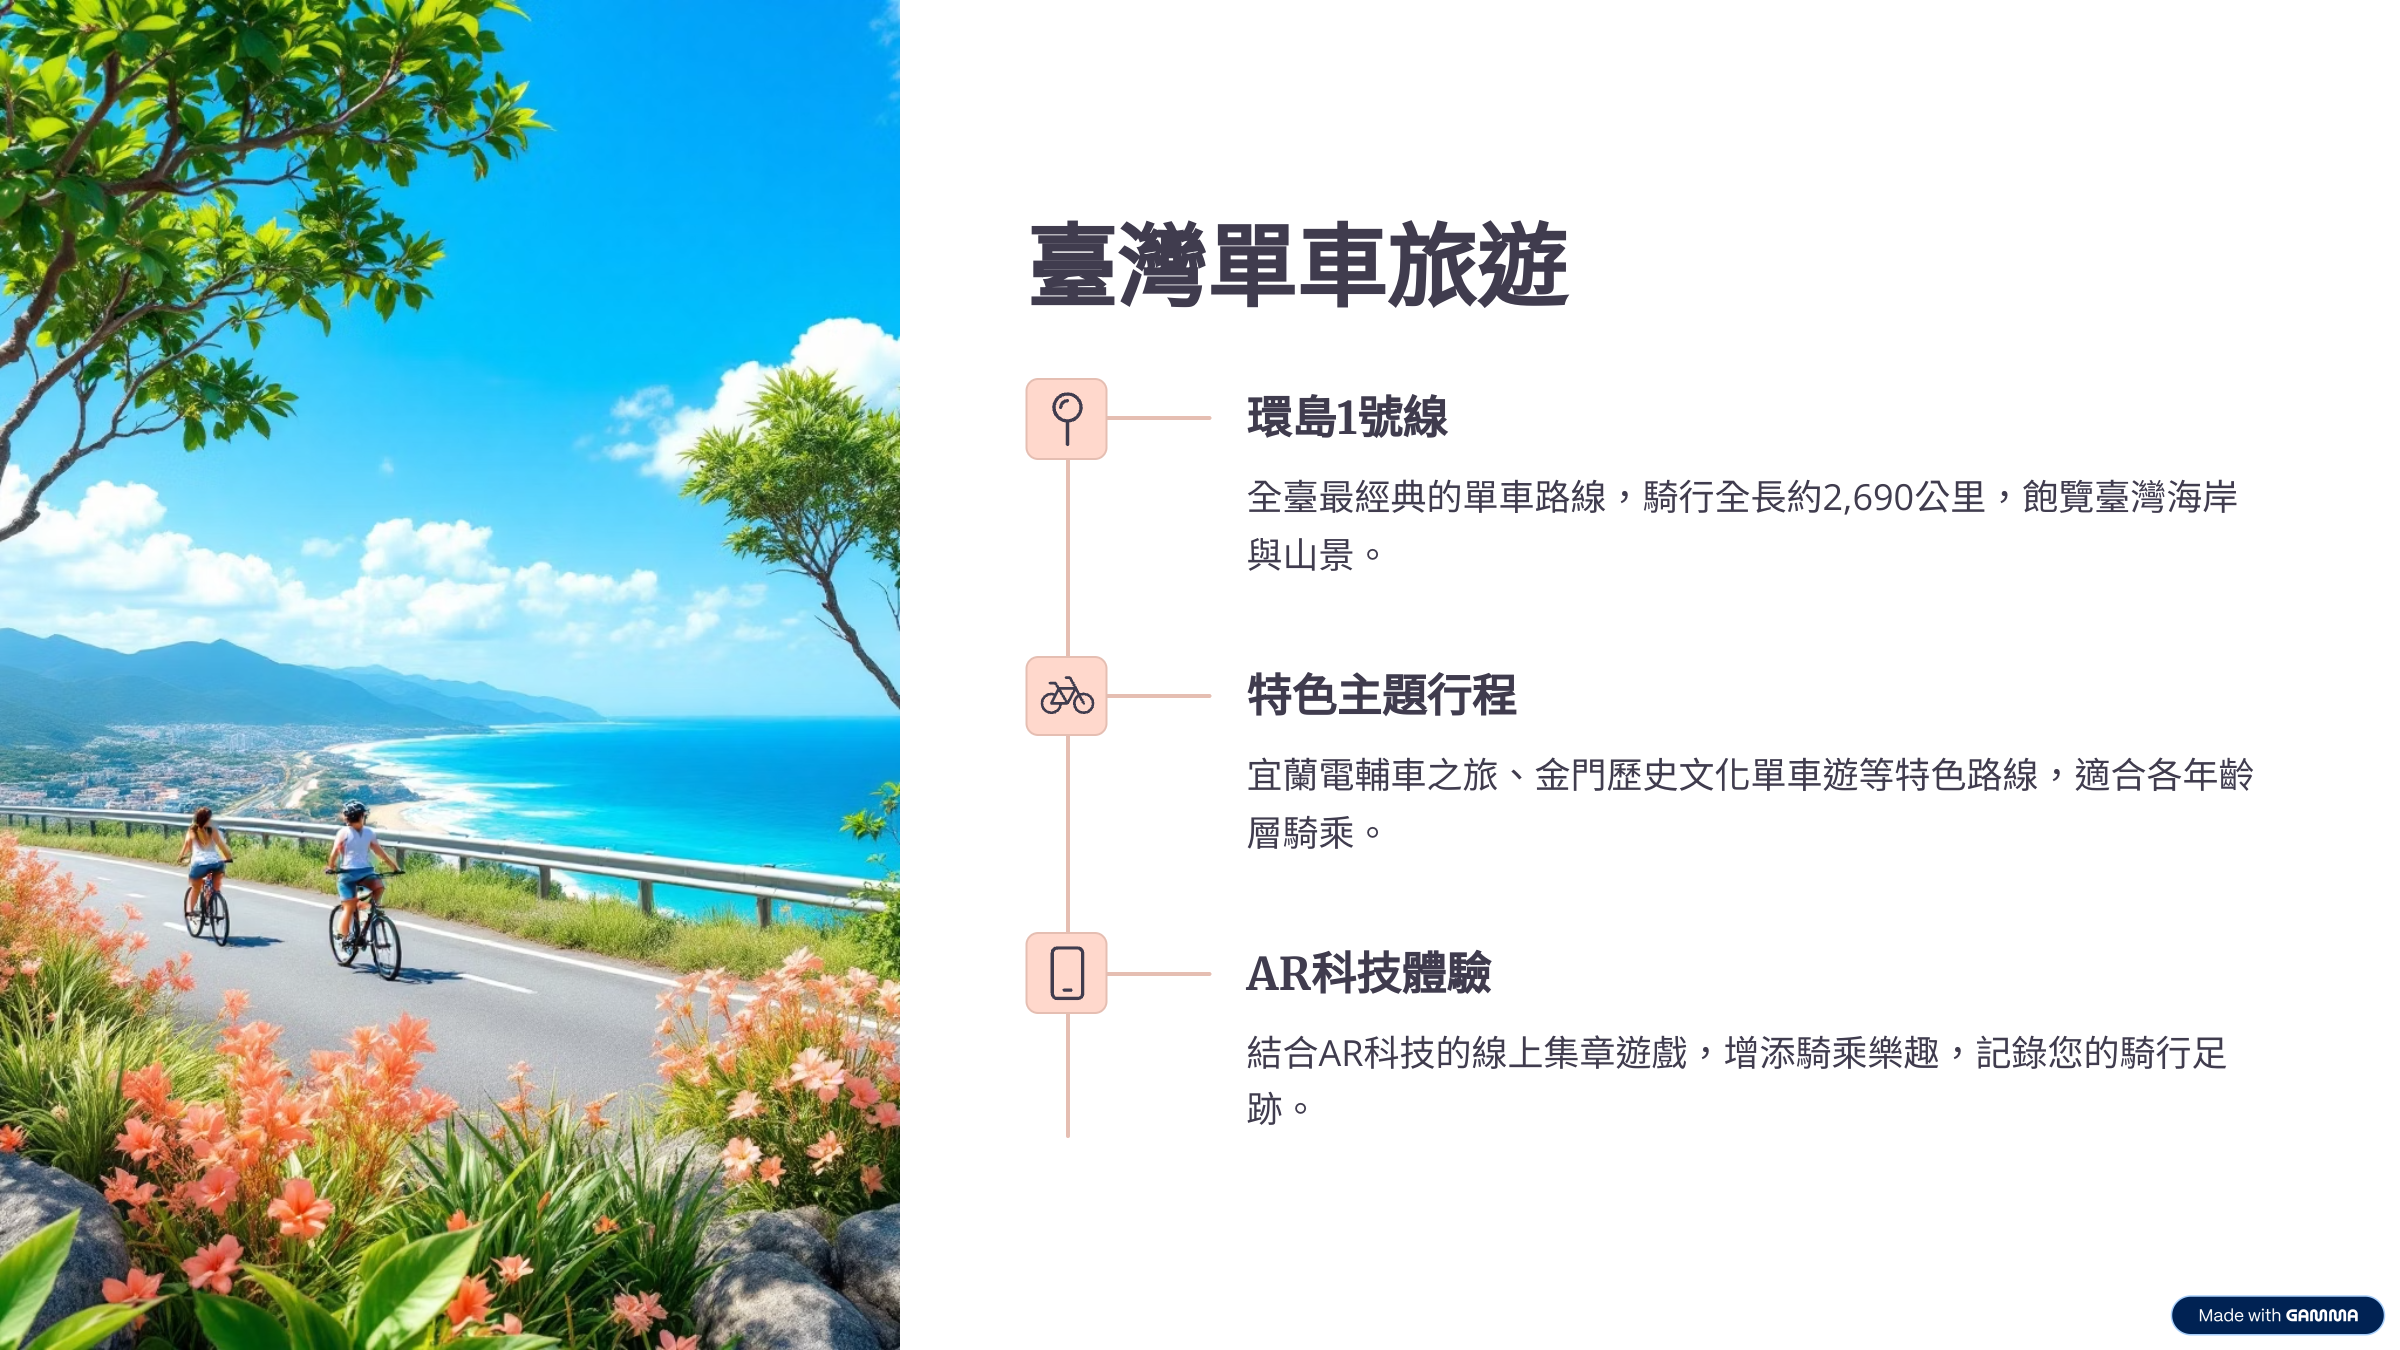 臺灣單車旅遊
環島1號線
全臺最經典的單車路線，騎行全長約2,690公里，飽覽臺灣海岸
與山景。
特色主題行程
宜蘭電輔車之旅、金門歷史文化單車遊等特色路線，適合各年齡
層騎乘。
AR科技體驗
結合AR科技的線上集章遊戲，增添騎乘樂趣，記錄您的騎行足
跡。
Made with GAMMA